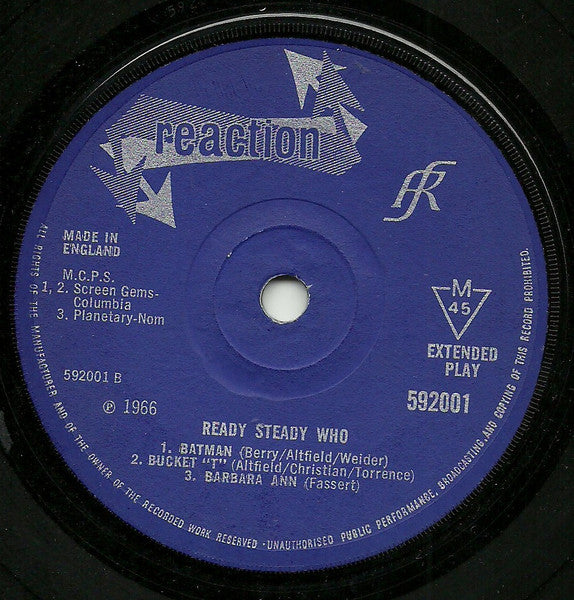 reaction
fR
MADE IN
ENGLAND
M.C.P.S.
1, 2. Screen Gems-
Columbia
3. Planetary-Nom
592001 B
℗ 1966
M
45
EXTENDED
PLAY
592001
READY STEADY WHO
1. BATMAN (Berry/Altfield/Weider)
2. BUCKET "T" (Altfield/Christian/Torrence)
3. BARBARA ANN (Fassert)
ALL RIGHTS OF THE MANUFACTURER AND OF THE OWNER OF THE RECORDED WORK RESERVED · UNAUTHORISED PUBLIC PERFORMANCE, BROADCASTING AND COPYING OF THIS RECORD PROHIBITED.